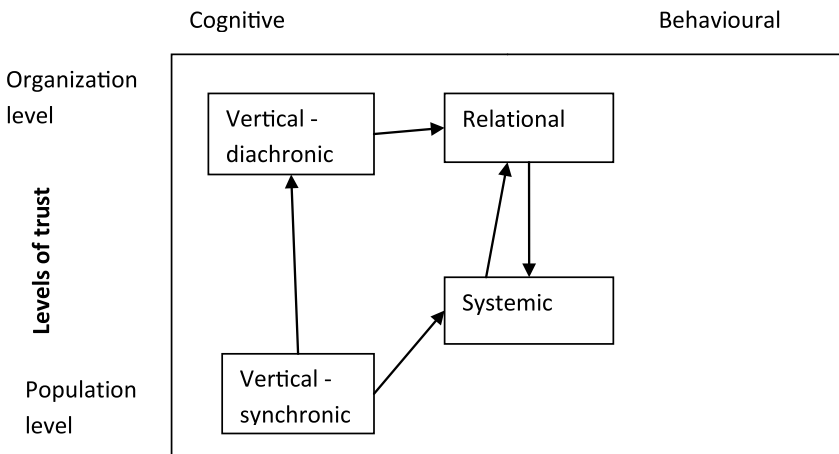 Cognitive
Behavioural
Organization
level
Vertical -
diachronic
Relational
Levels of trust
Systemic
Vertical -
synchronic
Population
level